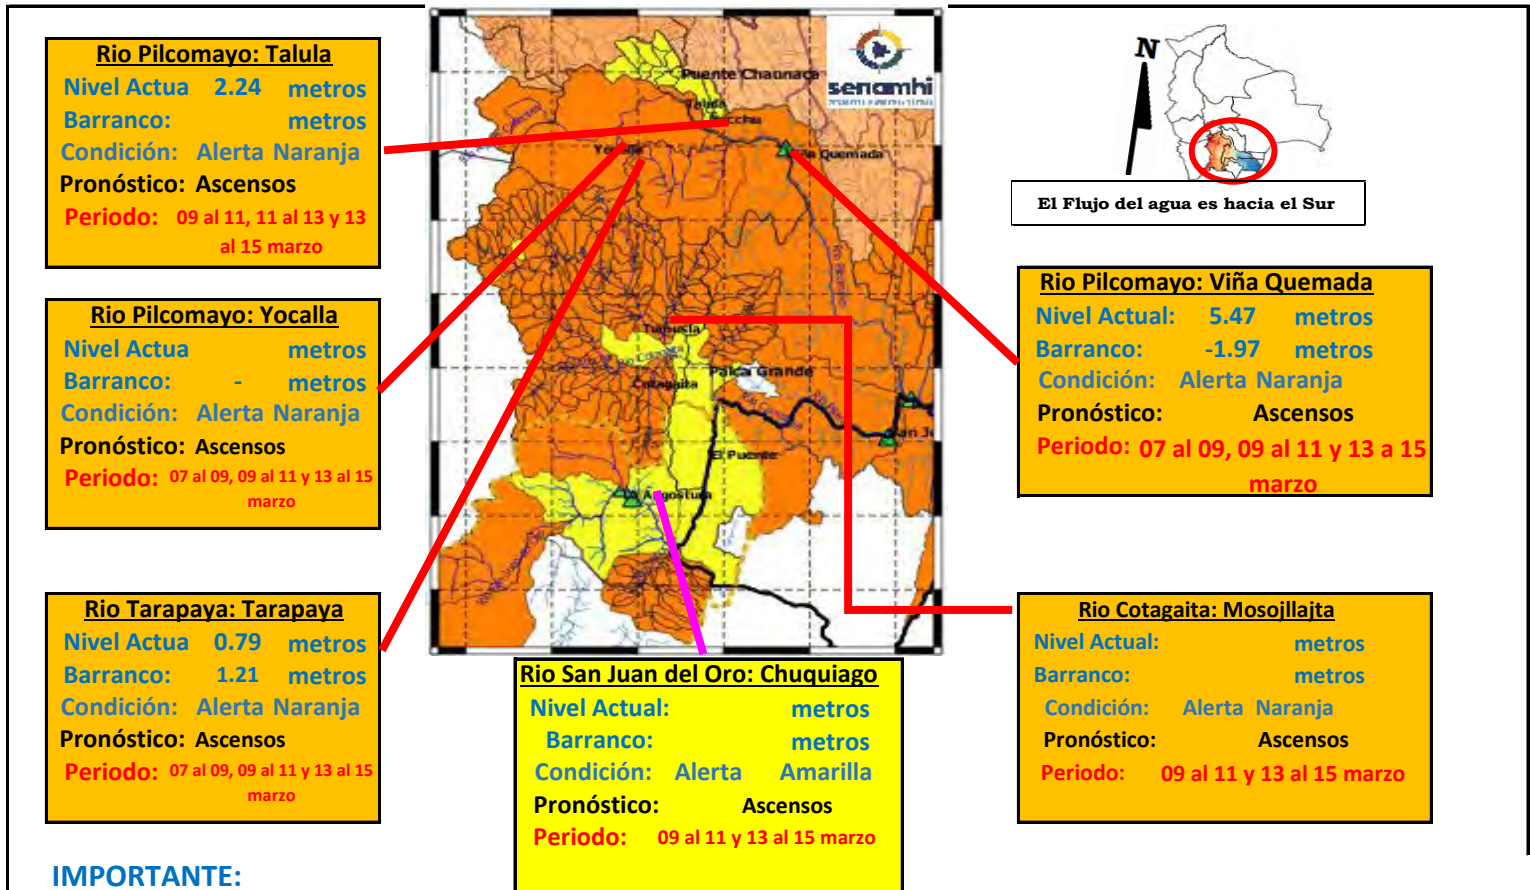 Rio Pilcomayo: Talula
Nivel Actua 2.24 metros
Barranco: metros
Condición: Alerta Naranja
Pronóstico: Ascensos
Periodo: 09 al 11, 11 al 13 y 13
al 15 marzo
Rio Pilcomayo: Yocalla
Nivel Actua metros
Barranco: - metros
Condición: Alerta Naranja
Pronóstico: Ascensos
Periodo: 07 al 09, 09 al 11 y 13 al 15
marzo
Rio Tarapaya: Tarapaya
Nivel Actua 0.79 metros
Barranco: 1.21 metros
Condición: Alerta Naranja
Pronóstico: Ascensos
Periodo: 07 al 09, 09 al 11 y 13 al 15
marzo
Puente Chaunaca
senamhi
Talula
Viña Quemada
Tumusla
Palca Grande
Cotagaita
El Puente
La Angostura
N
El Flujo del agua es hacia el Sur
Rio Pilcomayo: Viña Quemada
Nivel Actual: 5.47 metros
Barranco: -1.97 metros
Condición: Alerta Naranja
Pronóstico: Ascensos
Periodo: 07 al 09, 09 al 11 y 13 a 15
marzo
Rio Cotagaita: Mosojllajta
Nivel Actual: metros
Barranco: metros
Condición: Alerta Naranja
Pronóstico: Ascensos
Periodo: 09 al 11 y 13 al 15 marzo
Rio San Juan del Oro: Chuquiago
Nivel Actual: metros
Barranco: metros
Condición: Alerta Amarilla
Pronóstico: Ascensos
Periodo: 09 al 11 y 13 al 15 marzo
IMPORTANTE: